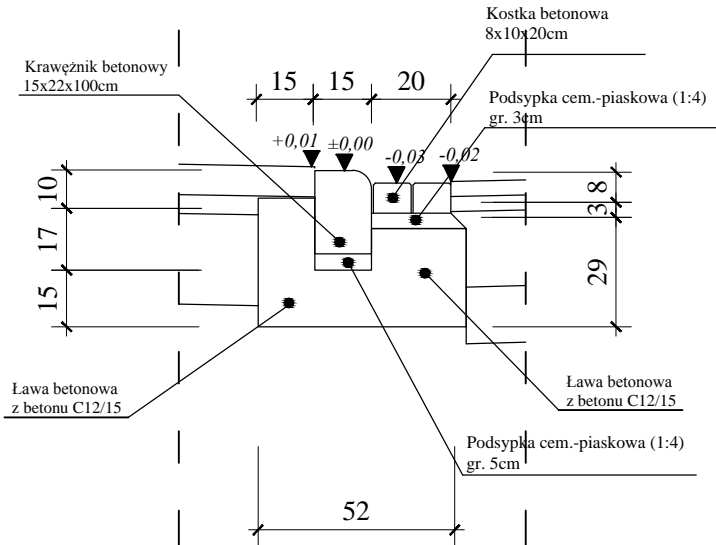 Kostka betonowa
8x10x20cm
Krawężnik betonowy
15x22x100cm
15 15 20
Podsypka cem.-piaskowa (1:4)
gr. 3cm
+0,01 ±0,00 -0,03 -0,02
10
17
15
8
3
29
Ława betonowa
z betonu C12/15
Ława betonowa
z betonu C12/15
Podsypka cem.-piaskowa (1:4)
gr. 5cm
52